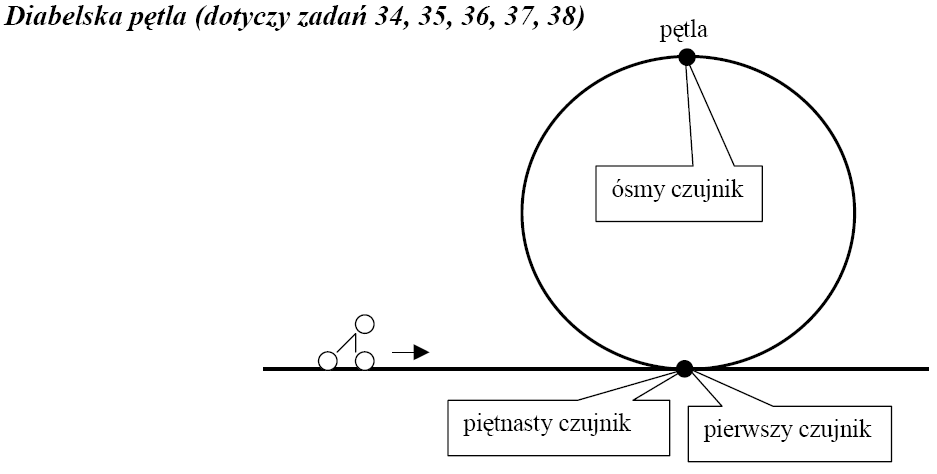 Diabelska pętla (dotyczy zadań 34, 35, 36, 37, 38)
pętla
ósmy czujnik
piętnasty czujnik
pierwszy czujnik